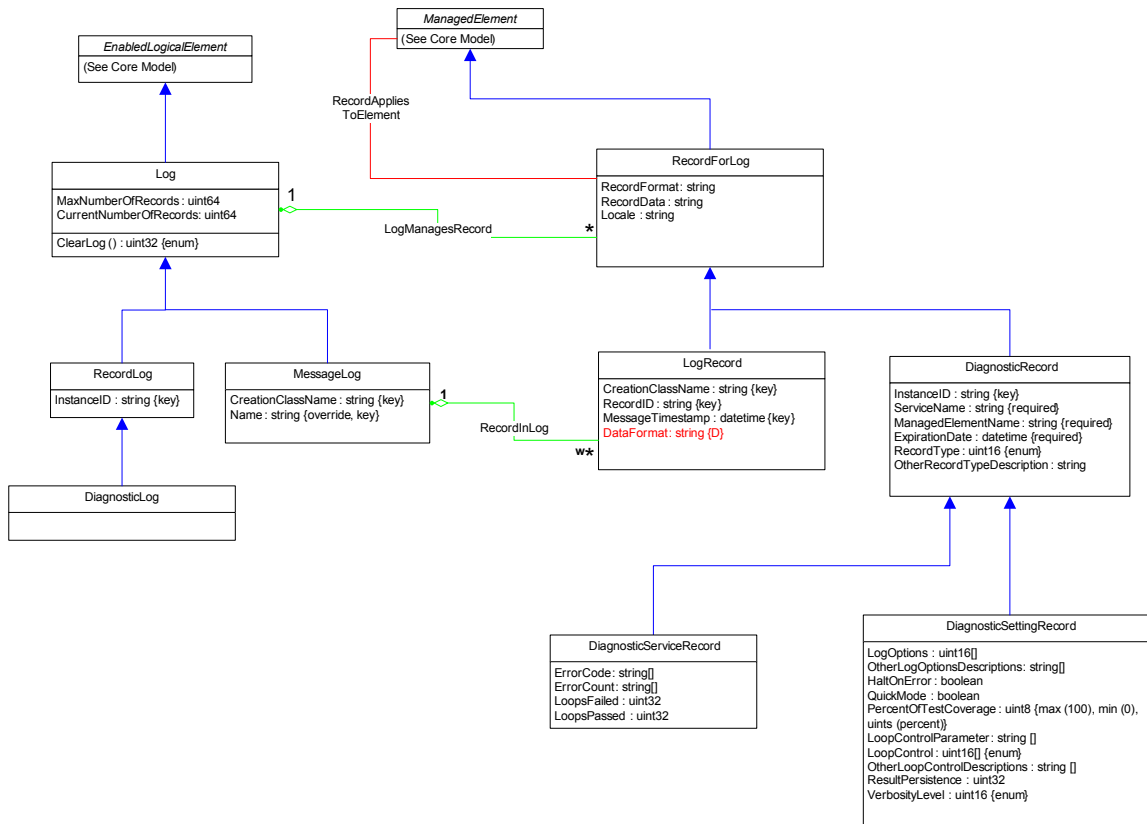 ManagedElement
(See Core Model)
EnabledLogicalElement
(See Core Model)
RecordApplies
ToElement
Log
MaxNumberOfRecords : uint64
CurrentNumberOfRecords: uint64
ClearLog () : uint32 {enum}
1
LogManagesRecord
*
RecordForLog
RecordFormat: string
RecordData : string
Locale : string
RecordLog
InstanceID : string {key}
MessageLog
CreationClassName : string {key}
Name : string {override, key}
1
RecordInLog
w*
LogRecord
CreationClassName : string {key}
RecordID : string {key}
MessageTimestamp : datetime {key}
DataFormat: string {D}
DiagnosticRecord
InstanceID : string {key}
ServiceName : string {required}
ManagedElementName : string {required}
ExpirationDate : datetime {required}
RecordType : uint16 {enum}
OtherRecordTypeDescription : string
DiagnosticLog
DiagnosticServiceRecord
ErrorCode: string[]
ErrorCount: string[]
LoopsFailed : uint32
LoopsPassed : uint32
DiagnosticSettingRecord
LogOptions : uint16[]
OtherLogOptionsDescriptions: string[]
HaltOnError : boolean
QuickMode : boolean
PercentOfTestCoverage : uint8 {max (100), min (0),
uints (percent)}
LoopControlParameter : string []
LoopControl : uint16[] {enum}
OtherLoopControlDescriptions : string []
ResultPersistence : uint32
VerbosityLevel : uint16 {enum}